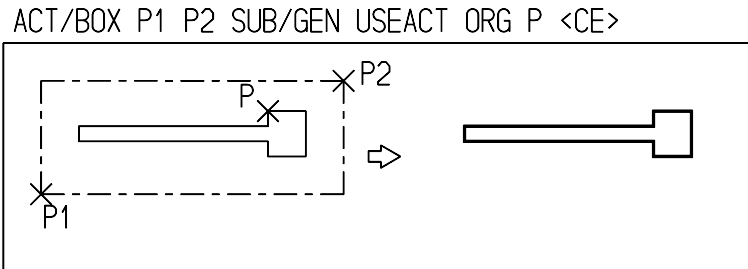 ACT/BOX P1 P2 SUB/GEN USEACT ORG P <CE>
P2
P
P1